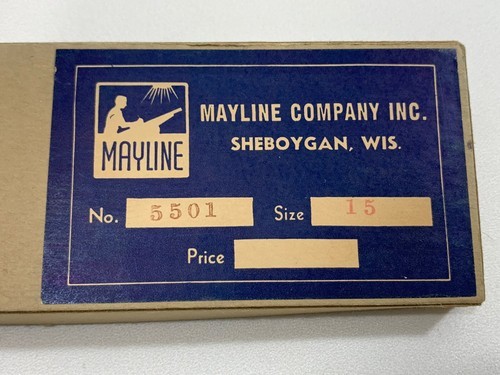 MAYLINE
MAYLINE COMPANY INC.
SHEBOYGAN, WIS.
No. 5501 Size 15
Price